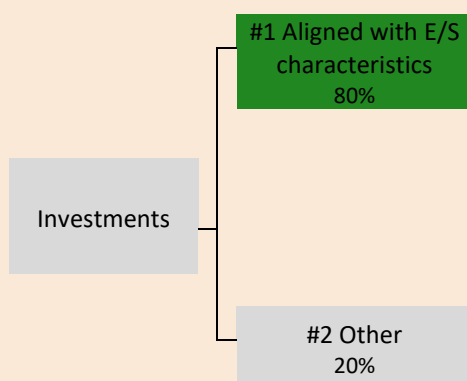 #1 Aligned with E/S
characteristics
80%
Investments
#2 Other
20%